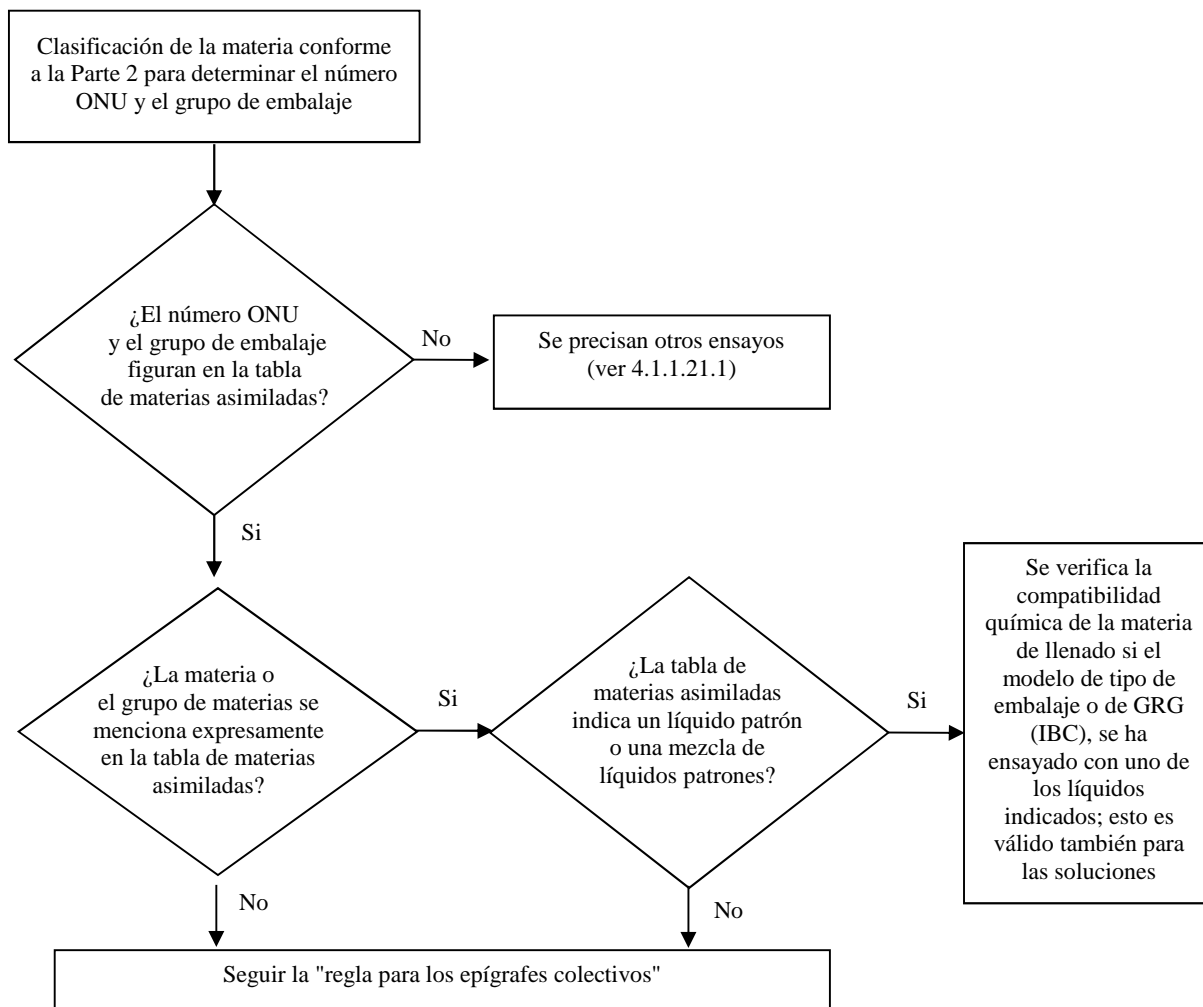 Clasificación de la materia conforme
a la Parte 2 para determinar el número
ONU y el grupo de embalaje
¿El número ONU
y el grupo de embalaje
figuran en la tabla
de materias asimiladas?
No
Se precisan otros ensayos
(ver 4.1.1.21.1)
Si
¿La materia o
el grupo de materias se
menciona expresamente
en la tabla de materias
asimiladas?
Si
¿La tabla de
materias asimiladas
indica un líquido patrón
o una mezcla de
líquidos patrones?
Si
Se verifica la
compatibilidad
química de la materia
de llenado si el
modelo de tipo de
embalaje o de GRG
(IBC), se ha
ensayado con uno de
los líquidos
indicados; esto es
válido también para
las soluciones
No
No
Seguir la "regla para los epígrafes colectivos"